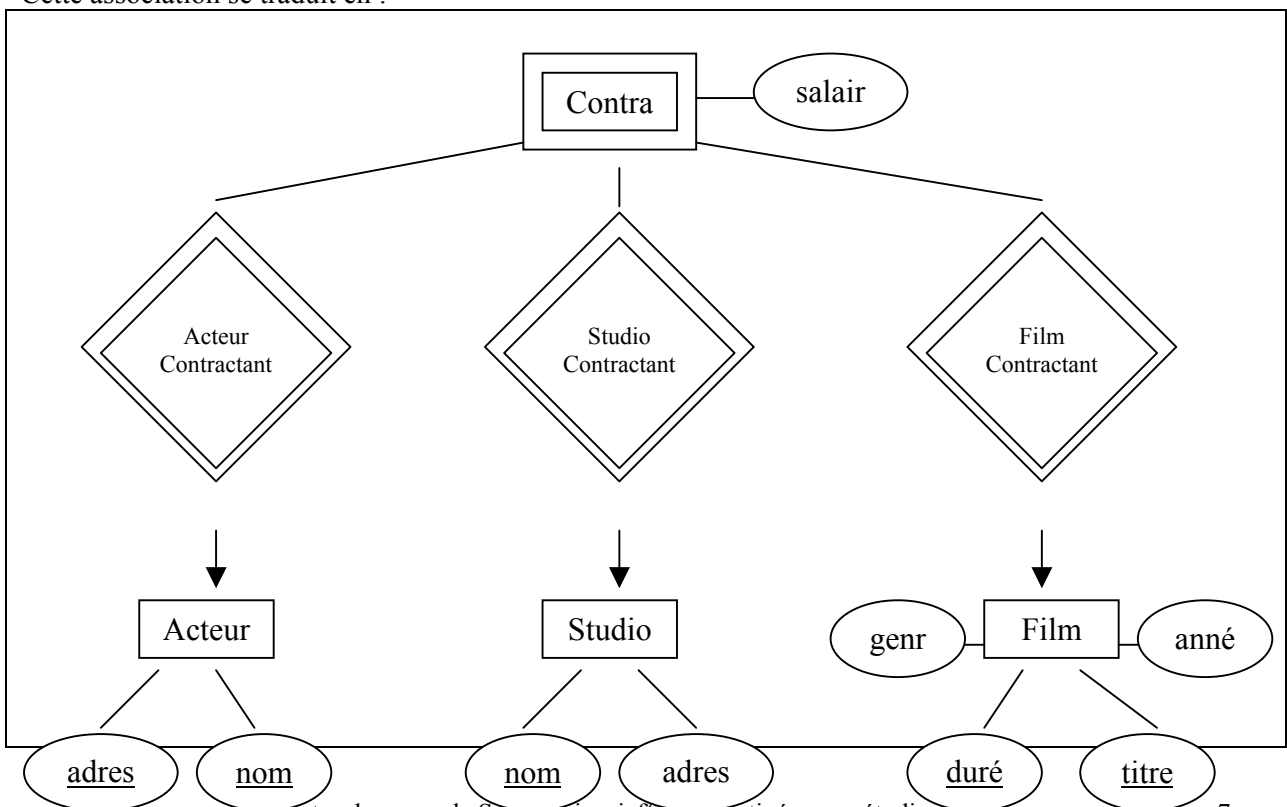 Cette association se traduit en :
Contra
salair
Acteur
Contractant
Studio
Contractant
Film
Contractant
Acteur
Studio
genr
Film
anné
adres
nom
nom
adres
duré
titre
7